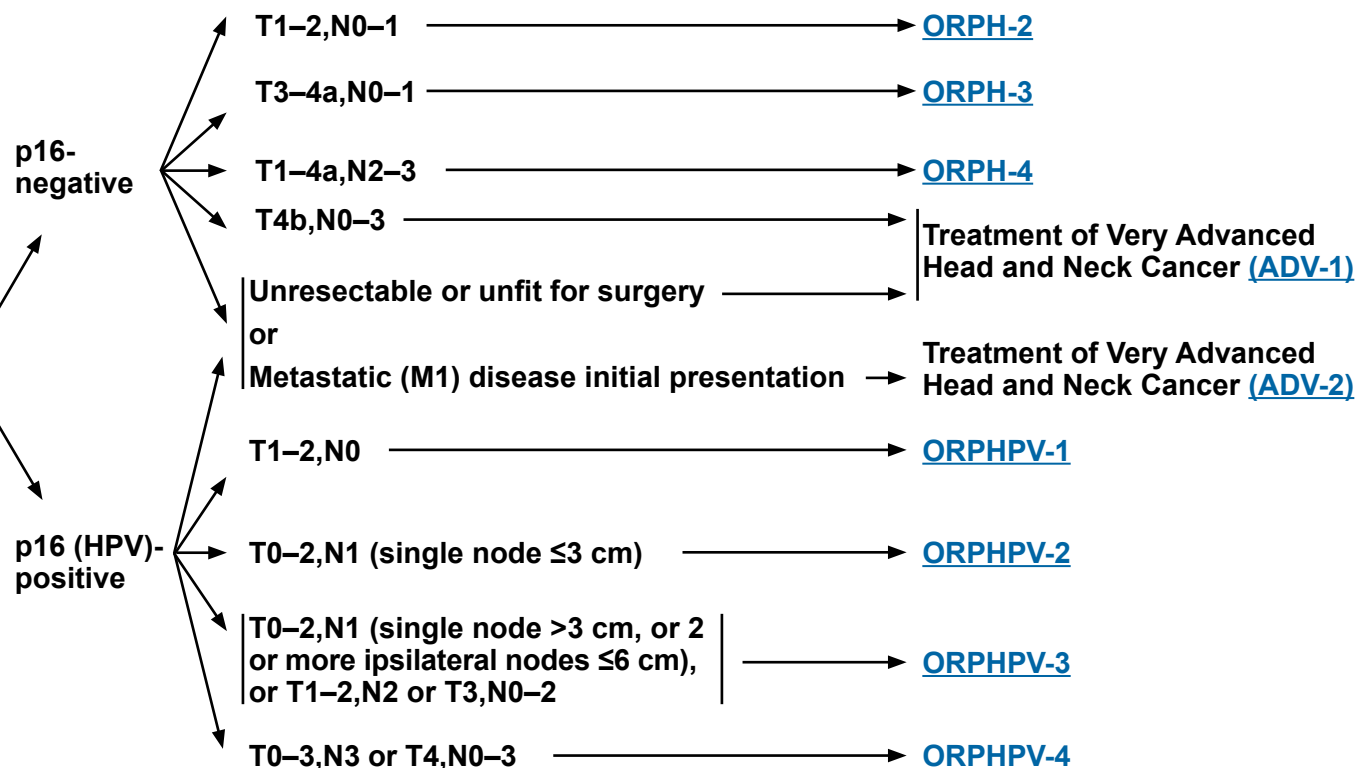 T1–2,N0–1 ORPH-2
T3–4a,N0–1 ORPH-3
p16-
negative
T1–4a,N2–3 ORPH-4
T4b,N0–3
Treatment of Very Advanced
Head and Neck Cancer (ADV-1)
Unresectable or unfit for surgery
or
Metastatic (M1) disease initial presentation
Treatment of Very Advanced
Head and Neck Cancer (ADV-2)
T1–2,N0 ORPHPV-1
p16 (HPV)-
positive
T0–2,N1 (single node ≤3 cm) ORPHPV-2
T0–2,N1 (single node >3 cm, or 2
or more ipsilateral nodes ≤6 cm),
or T1–2,N2 or T3,N0–2
ORPHPV-3
T0–3,N3 or T4,N0–3 ORPHPV-4